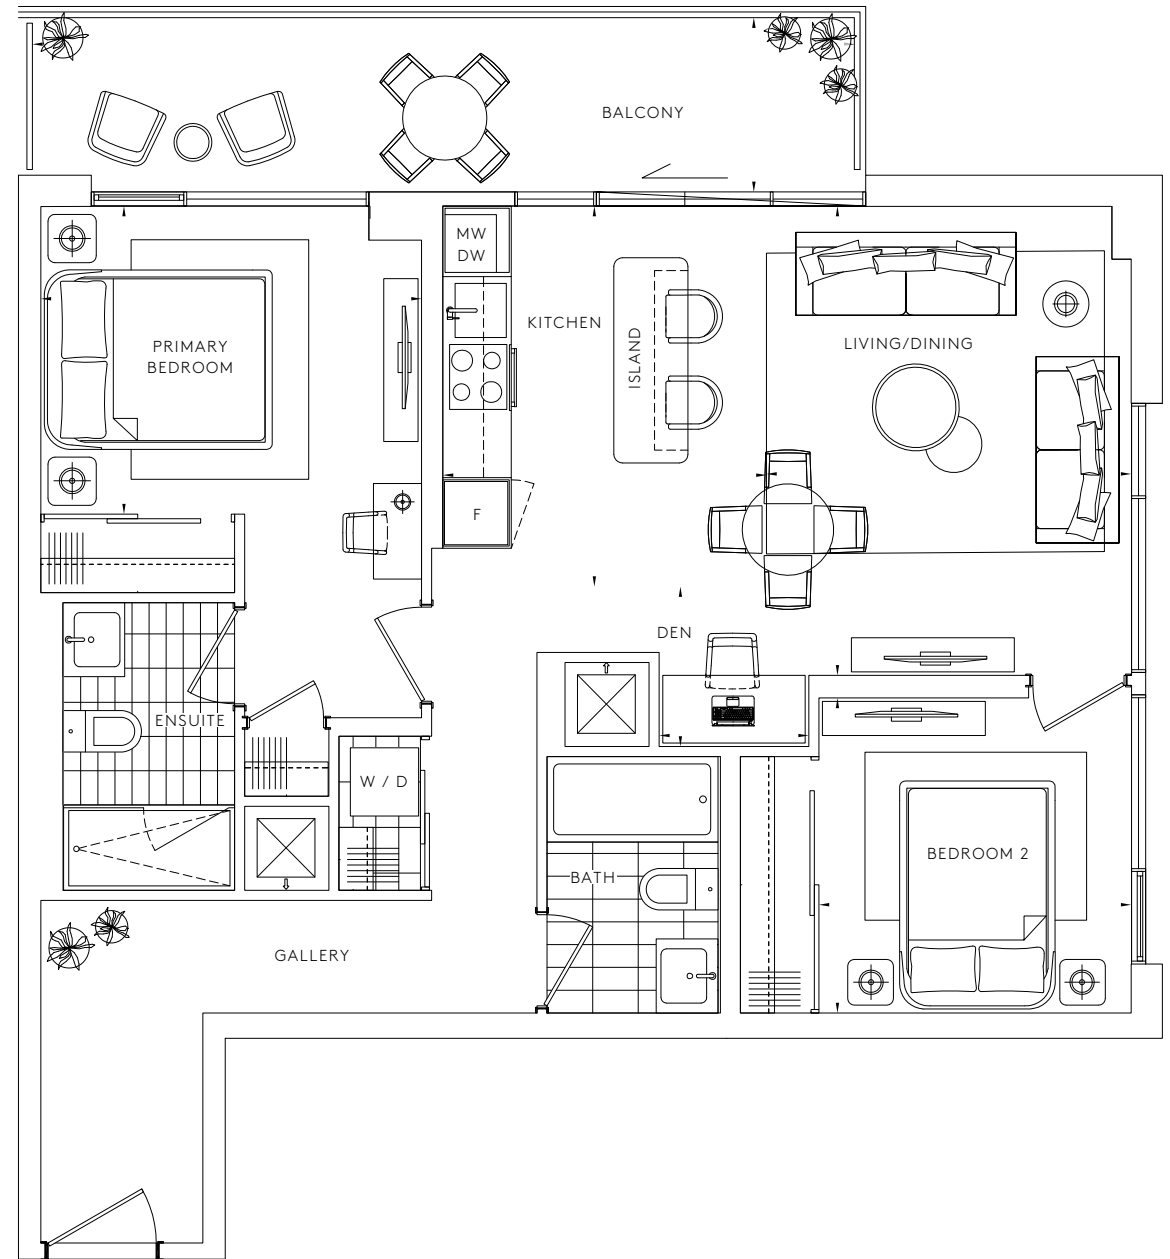 BALCONY
MW
DW
KITCHEN
ISLAND
LIVING/DINING
PRIMARY
BEDROOM
F
DEN
ENSUITE
W / D
BATH
BEDROOM 2
GALLERY